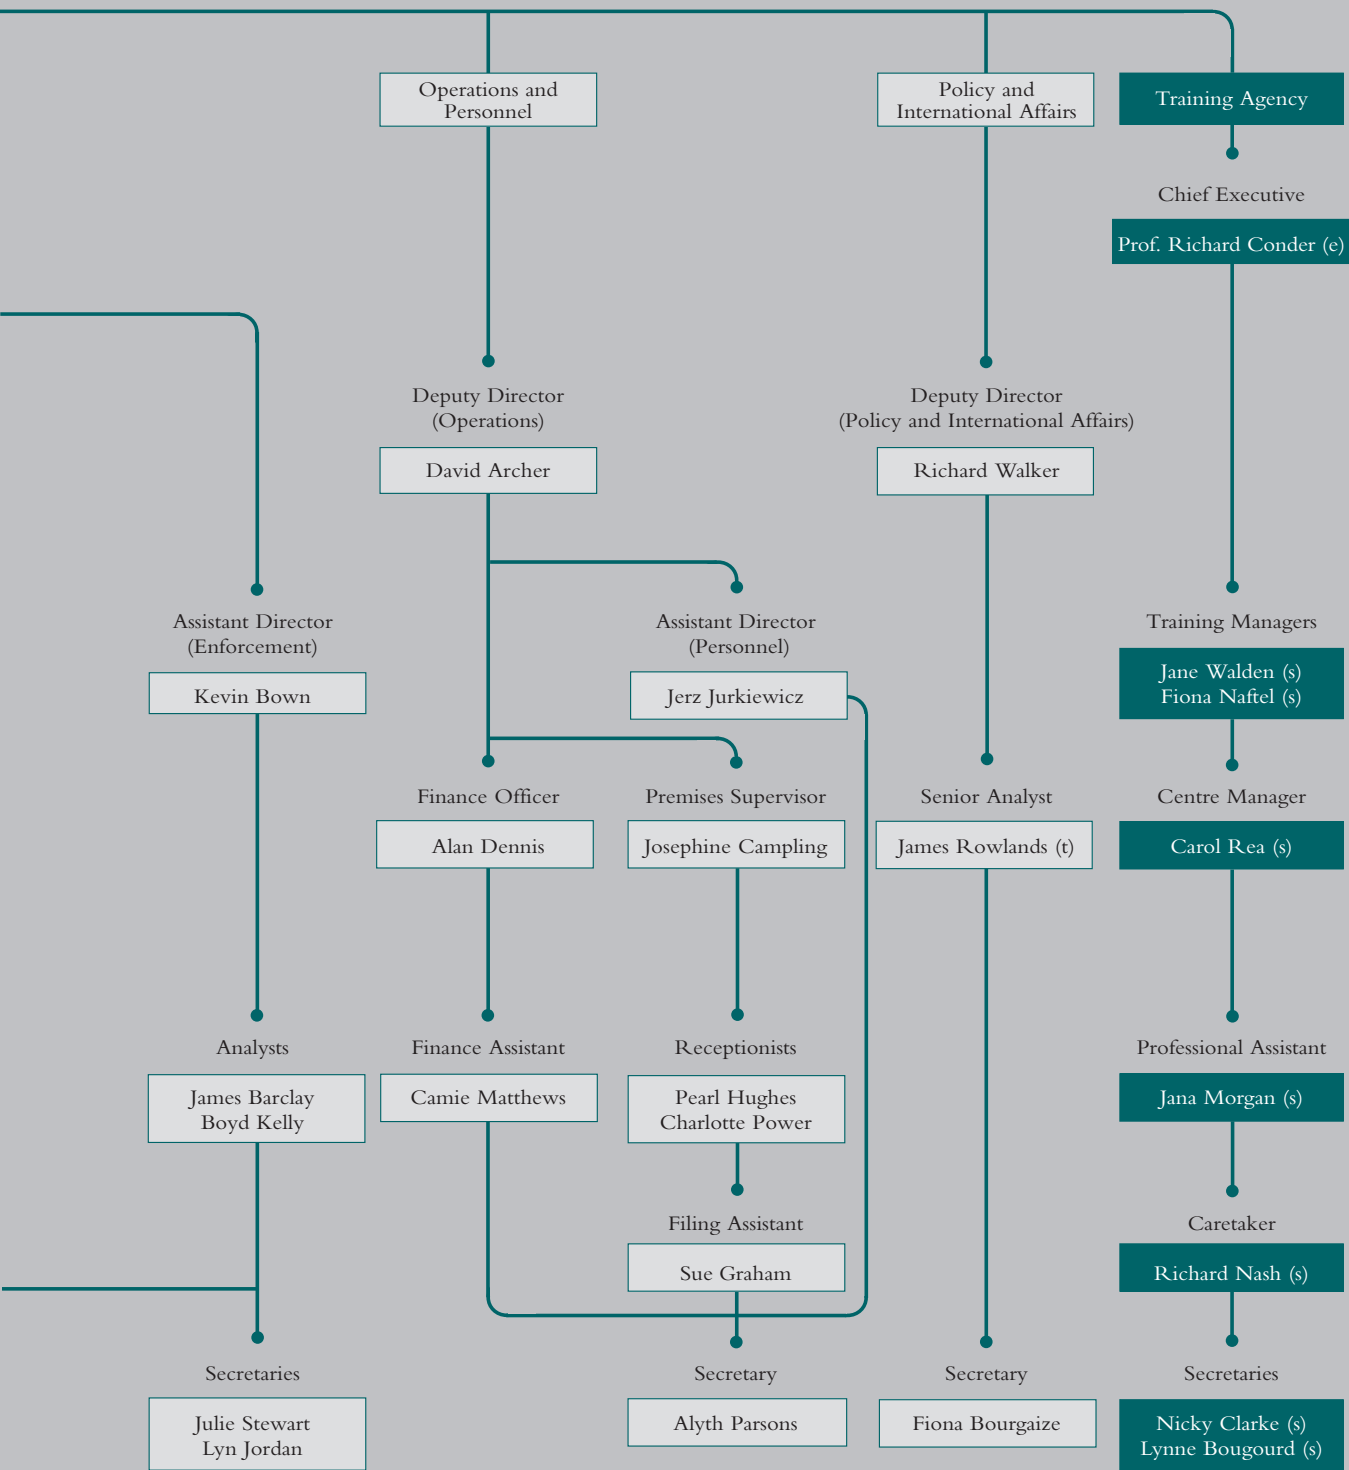 Operations and
Personnel
Policy and
International Affairs
Training Agency
Chief Executive
Prof. Richard Conder (e)
Deputy Director
(Operations)
David Archer
Deputy Director
(Policy and International Affairs)
Richard Walker
Assistant Director
(Enforcement)
Kevin Bown
Assistant Director
(Personnel)
Jerz Jurkiewicz
Training Managers
Jane Walden (s)
Fiona Naftel (s)
Finance Officer
Alan Dennis
Premises Supervisor
Josephine Campling
Senior Analyst
James Rowlands (t)
Centre Manager
Carol Rea (s)
Analysts
James Barclay
Boyd Kelly
Finance Assistant
Camie Matthews
Receptionists
Pearl Hughes
Charlotte Power
Professional Assistant
Jana Morgan (s)
Filing Assistant
Sue Graham
Caretaker
Richard Nash (s)
Secretaries
Julie Stewart
Lyn Jordan
Secretary
Alyth Parsons
Secretary
Fiona Bourgaize
Secretaries
Nicky Clarke (s)
Lynne Bougourd (s)